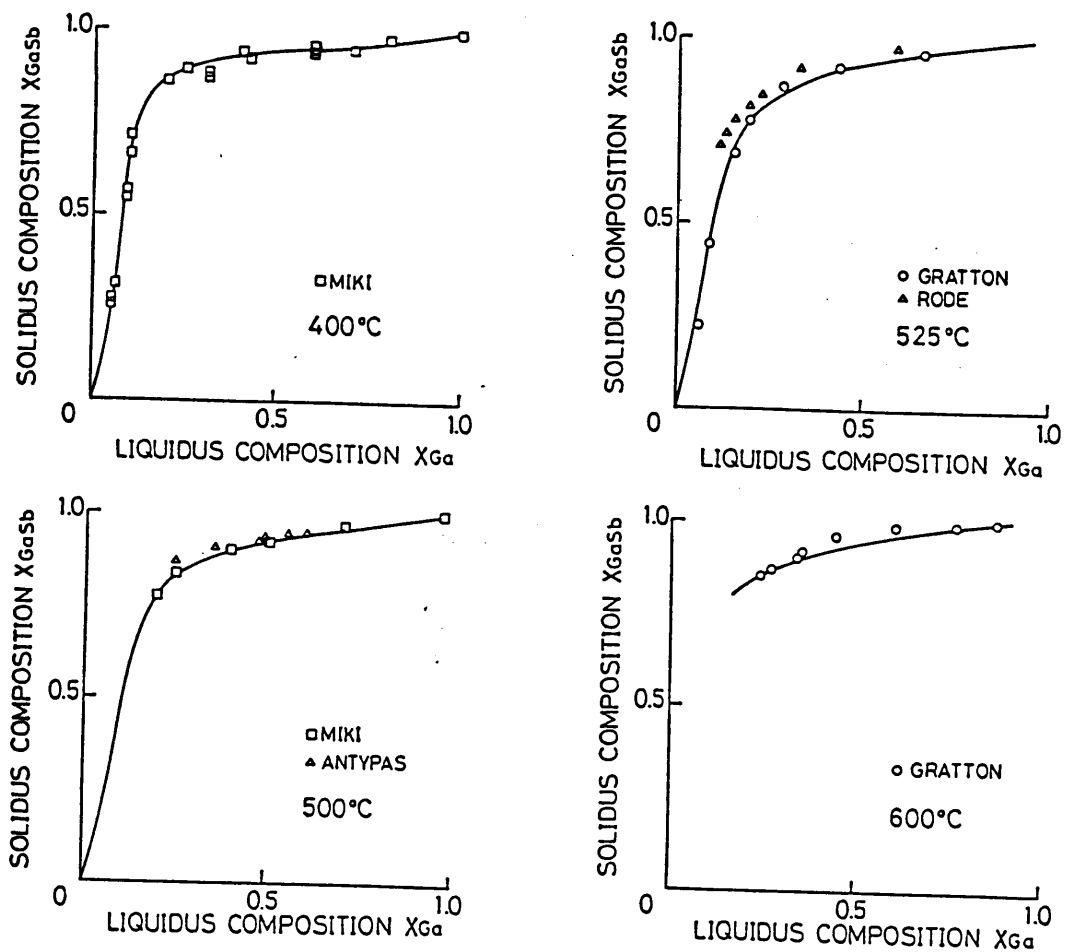 SOLIDUS COMPOSITION XGaSb
1.0
0.5
0
□ MIKI
400°C
0.5
1.0
LIQUIDUS COMPOSITION XGa
SOLIDUS COMPOSITION XGaSb
1.0
0.5
0
○ GRATTON
▵ RODE
525°C
0.5
1.0
LIQUIDUS COMPOSITION XGa
SOLIDUS COMPOSITION XGaSb
1.0
0.5
0
□ MIKI
▵ ANTYPAS
500°C
0.5
1.0
LIQUIDUS COMPOSITION XGa
SOLIDUS COMPOSITION XGaSb
1.0
0.5
0
○ GRATTON
600°C
0.5
1.0
LIQUIDUS COMPOSITION XGa